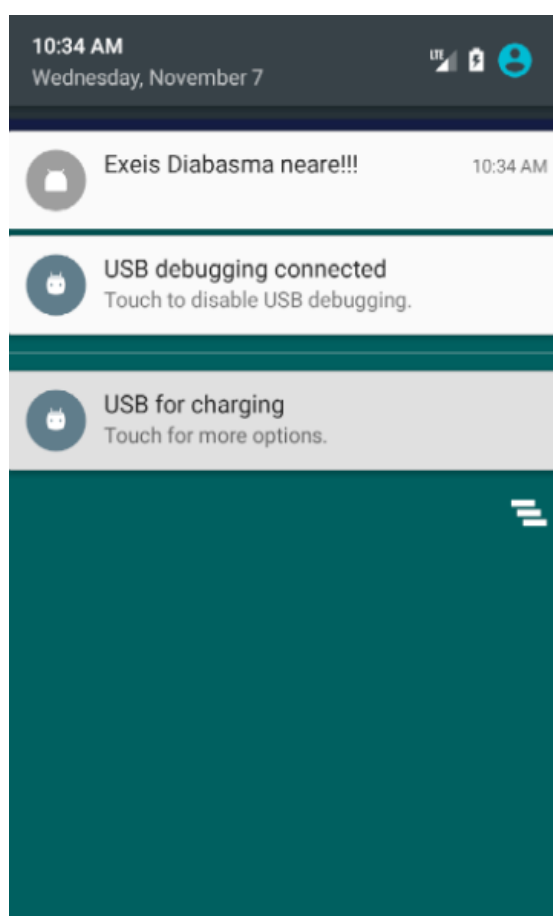 10:34 AM
Wednesday, November 7
LTE
Exeis Diabasma neare!!!
10:34 AM
USB debugging connected
Touch to disable USB debugging.
USB for charging
Touch for more options.